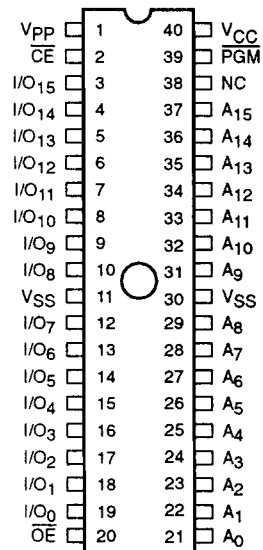 VPP 1 40 VCC
CE 2 39 PGM
I/O15 3 38 NC
I/O14 4 37 A15
I/O13 5 36 A14
I/O12 6 35 A13
I/O11 7 34 A12
I/O10 8 33 A11
I/O9 9 32 A10
I/O8 10 31 A9
VSS 11 30 VSS
I/O7 12 29 A8
I/O6 13 28 A7
I/O5 14 27 A6
I/O4 15 26 A5
I/O3 16 25 A4
I/O2 17 24 A3
I/O1 18 23 A2
I/O0 19 22 A1
OE 20 21 A0